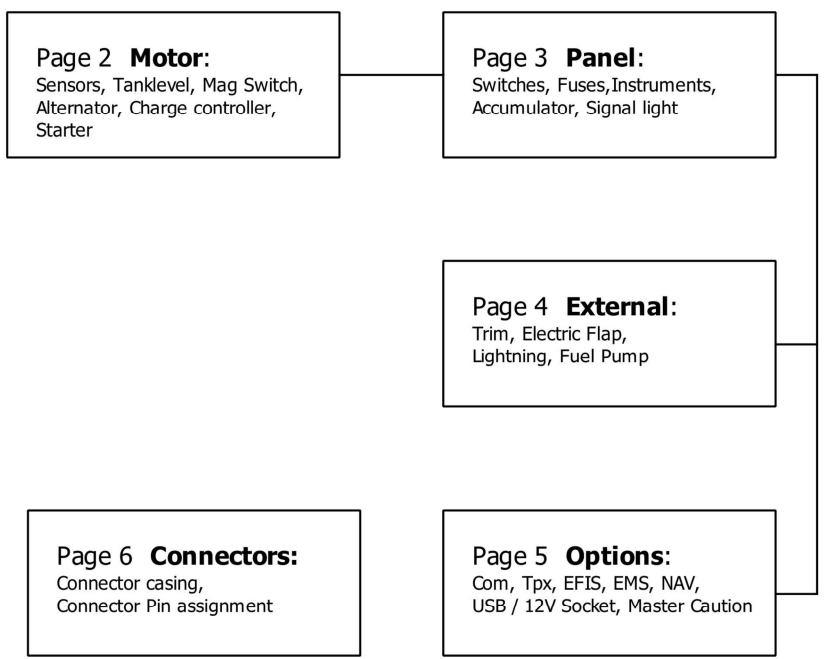 Page 2 Motor:
Sensors, Tanklevel, Mag Switch,
Alternator, Charge controller,
Starter
Page 3 Panel:
Switches, Fuses,Instruments,
Accumulator, Signal light
Page 4 External:
Trim, Electric Flap,
Lightning, Fuel Pump
Page 6 Connectors:
Connector casing,
Connector Pin assignment
Page 5 Options:
Com, Tpx, EFIS, EMS, NAV,
USB / 12V Socket, Master Caution